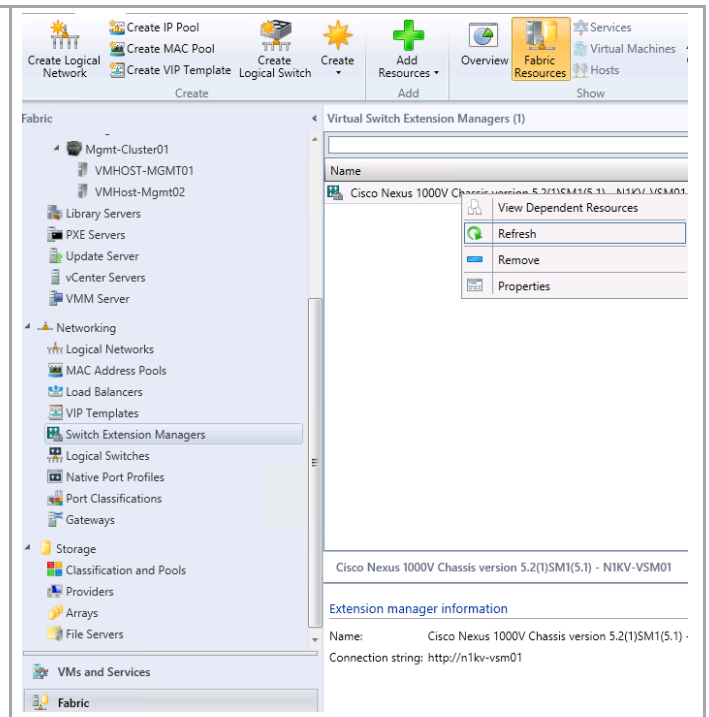 Create Logical Network
Create IP Pool
Create MAC Pool
Create VIP Template
Create Logical Switch
Create
Create
Add Resources
Add
Overview
Fabric Resources
Services
Virtual Machines
Hosts
Show
Fabric
Mgmt-Cluster01
VMHOST-MGMT01
VMHost-Mgmt02
Library Servers
PXE Servers
Update Server
vCenter Servers
VMM Server
Networking
Logical Networks
MAC Address Pools
Load Balancers
VIP Templates
Switch Extension Managers
Logical Switches
Native Port Profiles
Port Classifications
Gateways
Storage
Classification and Pools
Providers
Arrays
File Servers
VMs and Services
Fabric
Virtual Switch Extension Managers (1)
Name
Cisco Nexus 1000V Chassis version 5.2(1)SM1(5.1) - N1KV-VSM01
View Dependent Resources
Refresh
Remove
Properties
Cisco Nexus 1000V Chassis version 5.2(1)SM1(5.1) - N1KV-VSM01
Extension manager information
Name: Cisco Nexus 1000V Chassis version 5.2(1)SM1(5.1) -
Connection string: http://n1kv-vsm01